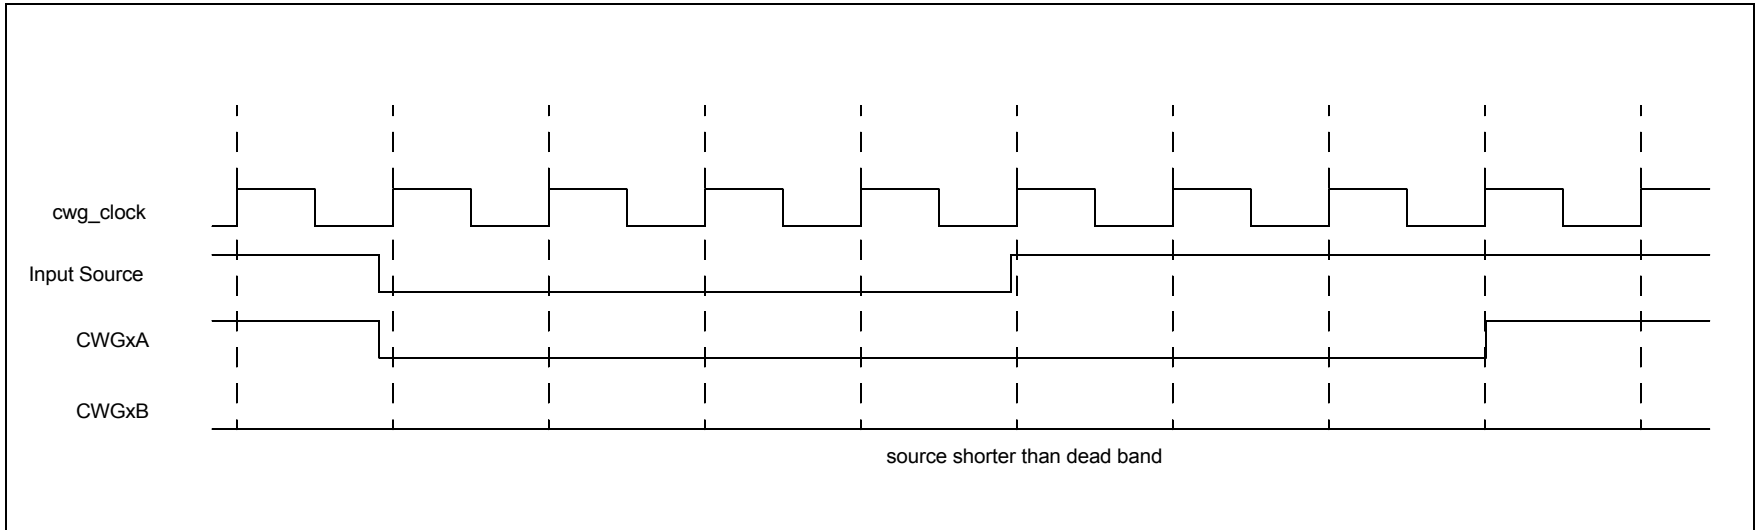 cwg_clock
Input Source
CWGxA
CWGxB
source shorter than dead band